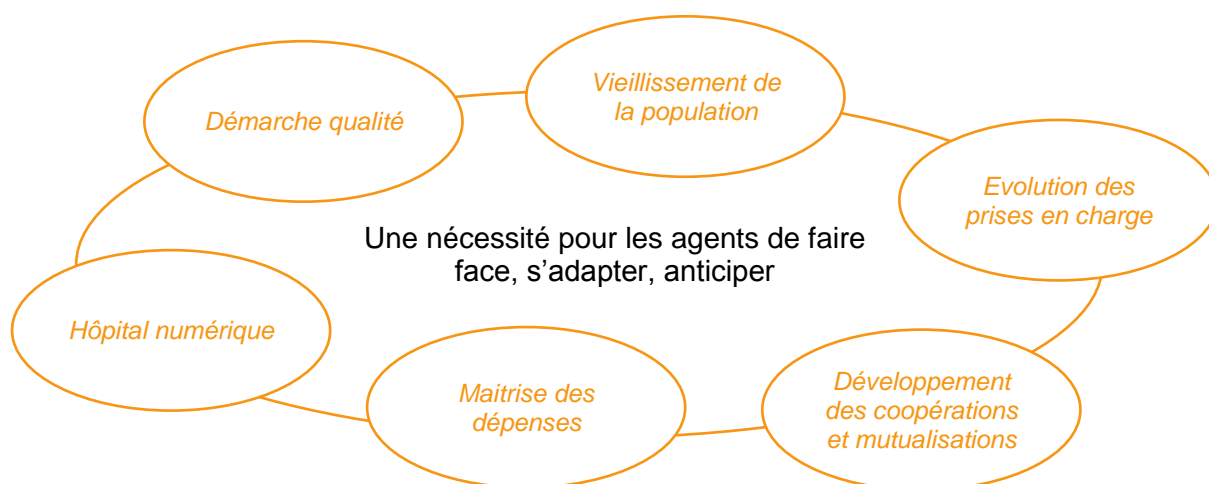 Vieillissement de
la population
Démarche qualité
Evolution des
prises en charge
Une nécessité pour les agents de faire
face, s’adapter, anticiper
Hôpital numérique
Maitrise des
dépenses
Développement
des coopérations
et mutualisations